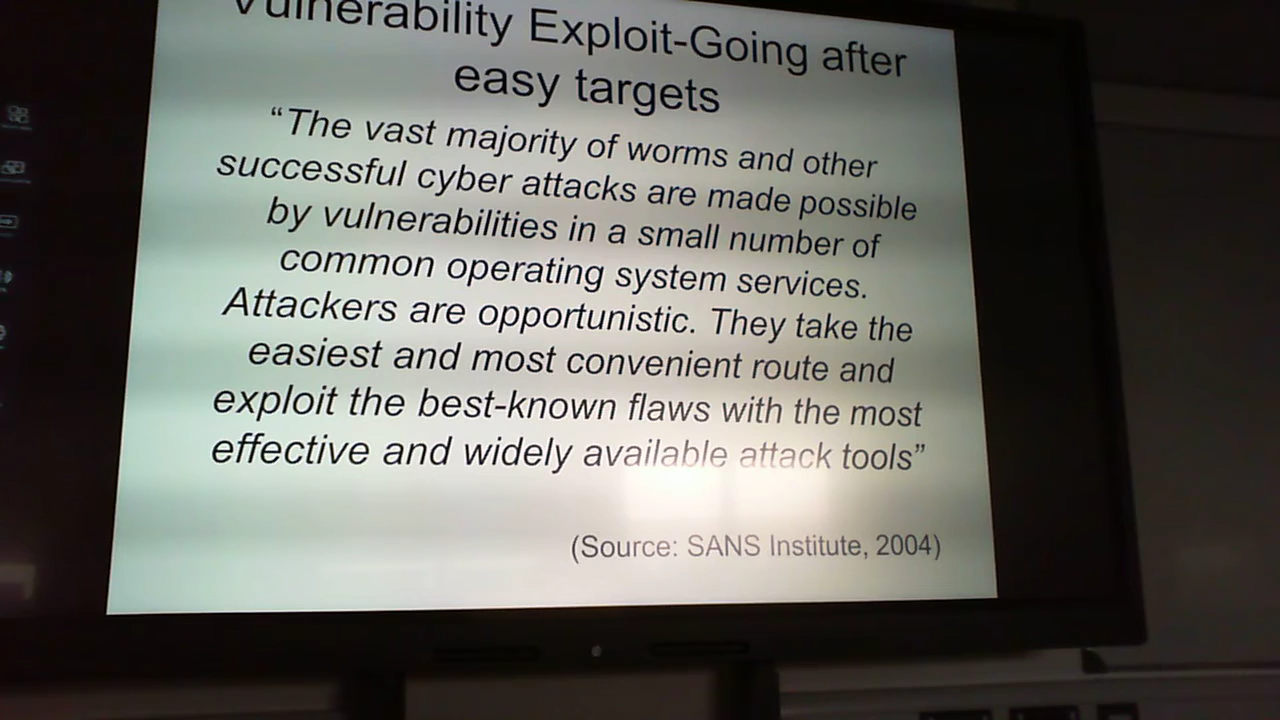 Vulnerability Exploit-Going after
easy targets
“The vast majority of worms and other
successful cyber attacks are made possible
by vulnerabilities in a small number of
common operating system services.
Attackers are opportunistic. They take the
easiest and most convenient route and
exploit the best-known flaws with the most
effective and widely available attack tools”
(Source: SANS Institute, 2004)